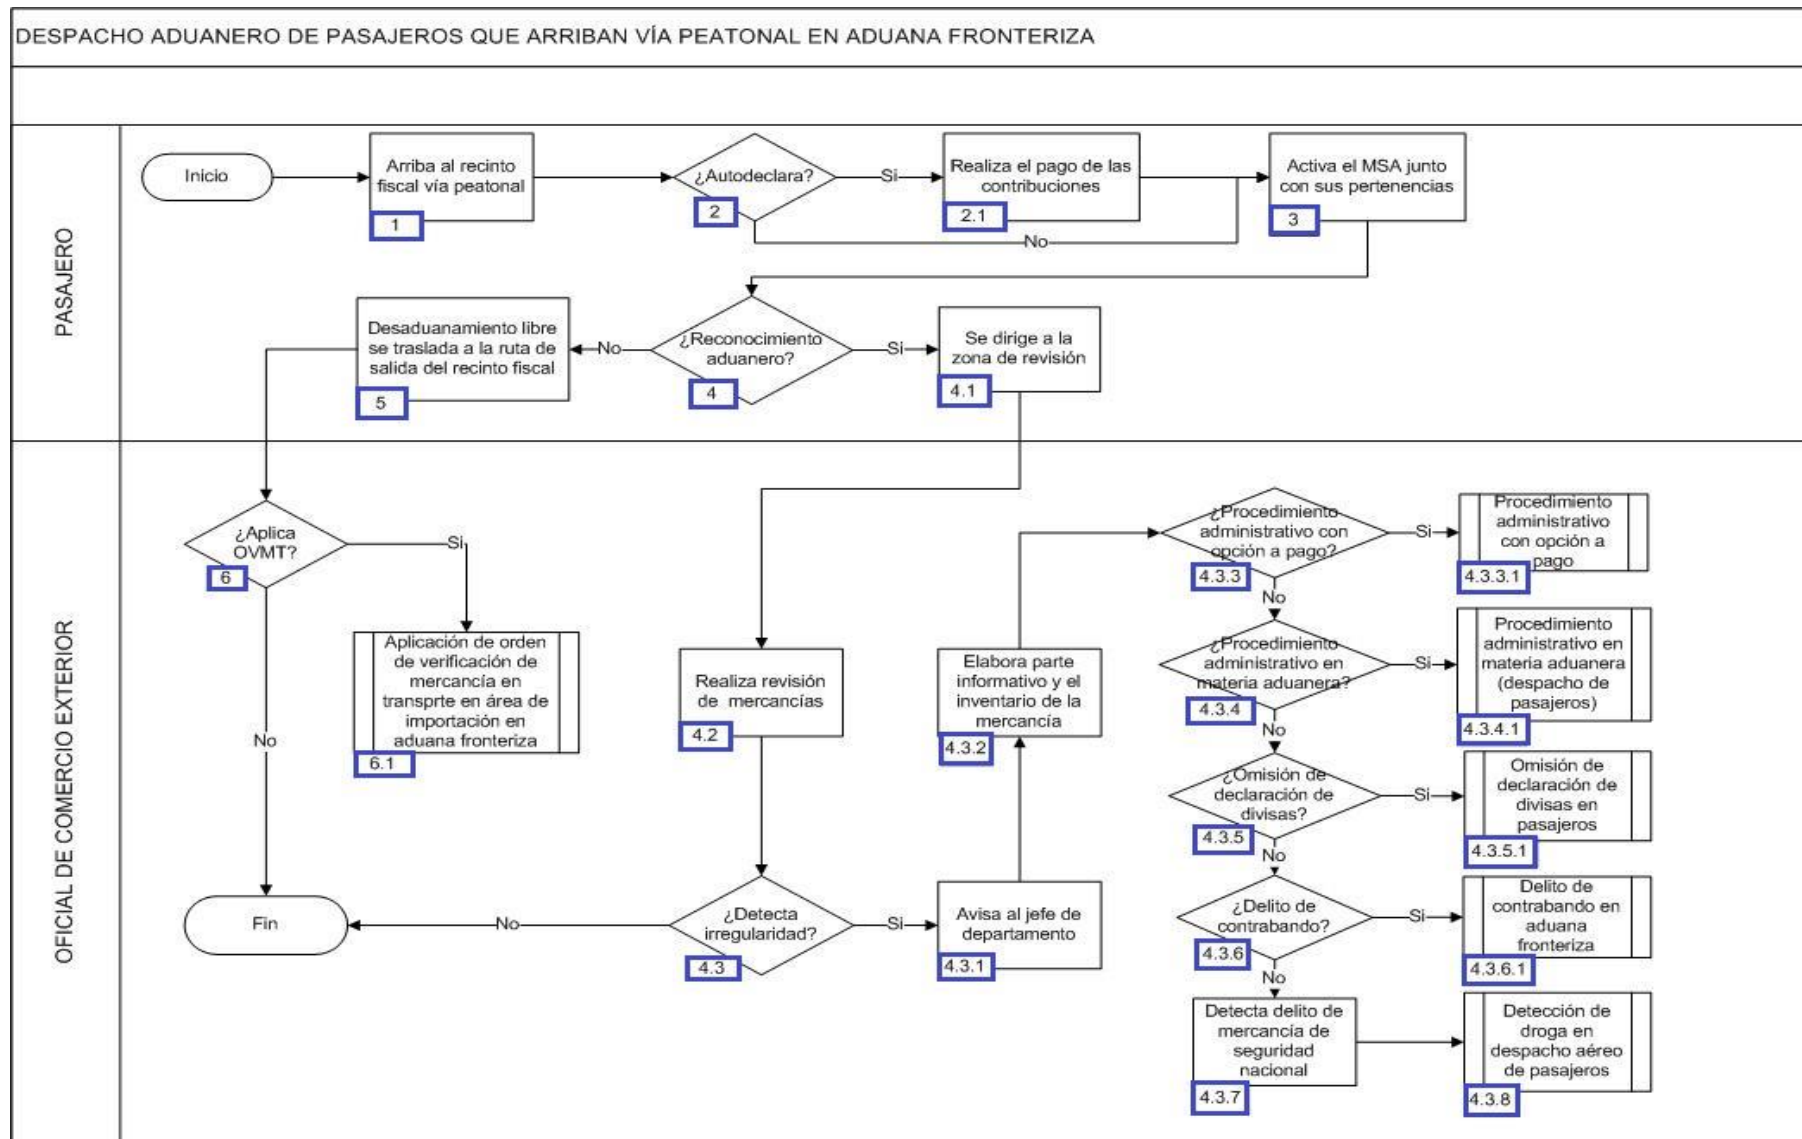 DESPACHO ADUANERO DE PASAJEROS QUE ARRIBAN VÍA PEATONAL EN ADUANA FRONTERIZA
PASAJERO
Inicio
Arriba al recinto
fiscal vía peatonal
1
¿Autodeclara?
2
Si
Realiza el pago de las
contribuciones
2.1
No
Activa el MSA junto
con sus pertenencias
3
¿Reconocimiento
aduanero?
4
Si
Se dirige a la
zona de revisión
4.1
No
Desaduanamiento libre
se traslada a la ruta de
salida del recinto fiscal
5
OFICIAL DE COMERCIO EXTERIOR
¿Aplica
OVMT?
6
Si
Aplicación de orden
de verificación de
mercancía en
transprte en área de
importación en
aduana fronteriza
6.1
No
Fin
Realiza revisión
de mercancías
4.2
¿Detecta
irregularidad?
4.3
No
Si
Avisa al jefe de
departamento
4.3.1
Elabora parte
informativo y el
inventario de la
mercancía
4.3.2
¿Procedimiento
administrativo con
opción a pago?
4.3.3
Si
Procedimiento
administrativo
con opción a
pago
4.3.3.1
No
¿Procedimiento
administrativo en
materia aduanera?
4.3.4
Si
Procedimiento
administrativo en
materia aduanera
(despacho de
pasajeros)
4.3.4.1
No
¿Omisión de
declaración de
divisas?
4.3.5
Si
Omisión de
declaración de
divisas en
pasajeros
4.3.5.1
No
¿Delito de
contrabando?
4.3.6
Si
Delito de
contrabando en
aduana
fronteriza
4.3.6.1
No
Detecta delito de
mercancía de
seguridad
nacional
4.3.7
Detección de
droga en
despacho aéreo
de pasajeros
4.3.8